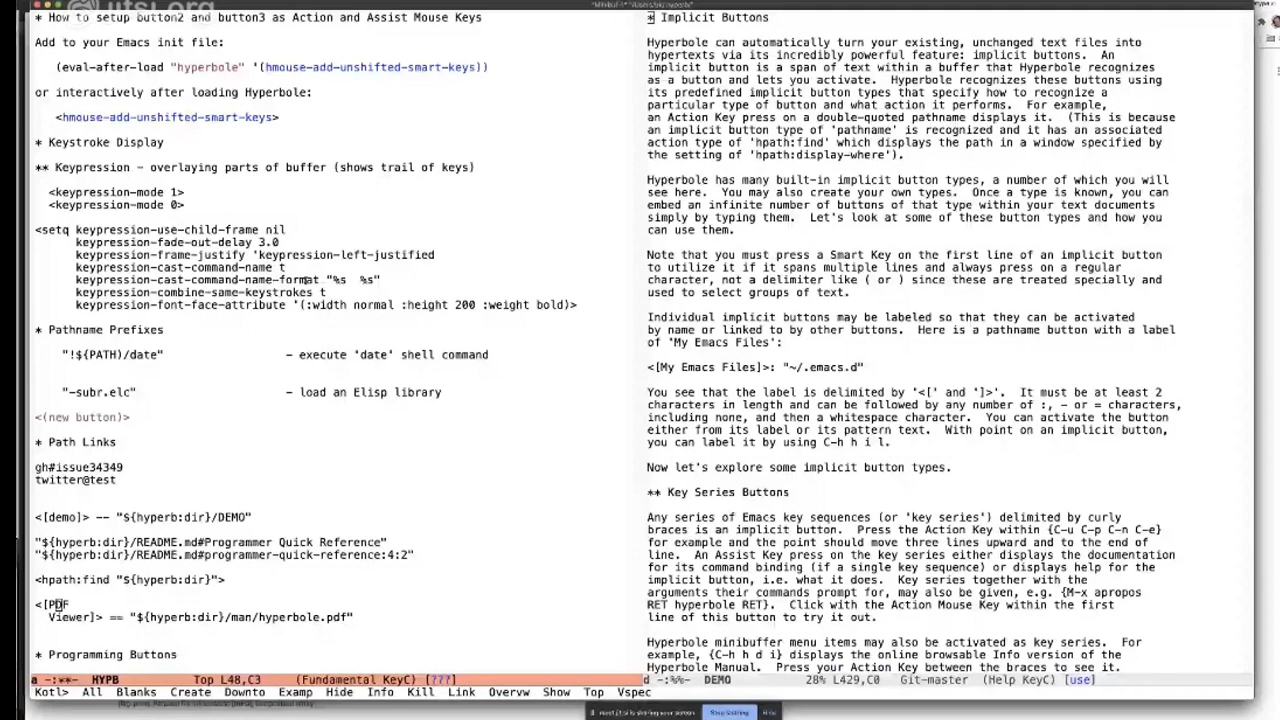 * How to setup button2 and button3 as Action and Assist Mouse Keys
Add to your Emacs init file:
(eval-after-load "hyperbole" '(hmouse-add-unshifted-smart-keys))
or interactively after loading Hyperbole:
<hmouse-add-unshifted-smart-keys>
* Keystroke Display
** Keypression - overlaying parts of buffer (shows trail of keys)
<keypression-mode 1>
<keypression-mode 0>
<setq keypression-use-child-frame nil
keypression-fade-out-delay 3.0
keypression-frame-justify 'keypression-left-justified
keypression-cast-command-name t
keypression-cast-command-name-format "%s  %s"
keypression-combine-same-keystrokes t
keypression-font-face-attribute '(:width normal :height 200 :weight bold)>
* Pathname Prefixes
"!${PATH}/date" - execute 'date' shell command
"-subr.elc" - load an Elisp library
<(new button)>
* Path Links
gh#issue34349
twitter@test
<[demo]> -- "${hyperb:dir}/DEMO"
"${hyperb:dir}/README.md#Programmer Quick Reference"
"${hyperb:dir}/README.md#programmer-quick-reference:4:2"
<hpath:find "${hyperb:dir}">
<[PDF
Viewer]> == "${hyperb:dir}/man/hyperbole.pdf"
* Programming Buttons
a -:**- HYPB Top L48,C3 (Fundamental KeyC) [???]
Kotl> All Blanks Create Downto Examp Hide Info Kill Link Overvw Show Top Vspec
* Implicit Buttons
Hyperbole can automatically turn your existing, unchanged text files into
hypertexts via its incredibly powerful feature: implicit buttons.  An
implicit button is a span of text within a buffer that Hyperbole recognizes
as a button and lets you activate.  Hyperbole recognizes these buttons using
its predefined implicit button types that specify how to recognize a
particular type of button and what action it performs.  For example,
an Action Key press on a double-quoted pathname displays it.  (This is because
an implicit button type of 'pathname' is recognized and it has an associated
action type of 'hpath:find' which displays the path in a window specified by
the setting of 'hpath:display-where').
Hyperbole has many built-in implicit button types, a number of which you will
see here.  You may also create your own types.  Once a type is known, you can
embed an infinite number of buttons of that type within your text documents
simply by typing them.  Let's look at some of these button types and how you
can use them.
Note that you must press a Smart Key on the first line of an implicit button
to utilize it if it spans multiple lines and always press on a regular
character, not a delimiter like ( or ) since these are treated specially and
used to select groups of text.
Individual implicit buttons may be labeled so that they can be activated
by name or linked to by other buttons.  Here is a pathname button with a label
of 'My Emacs Files':
<[My Emacs Files]>: "~/.emacs.d"
You see that the label is delimited by '<[' and ']>'.  It must be at least 2
characters in length and can be followed by any number of :, - or = characters,
including none, and then a whitespace character.  You can activate the button
either from its label or its pattern text.  With point on an implicit button,
you can label it by using C-h h i l.
Now let's explore some implicit button types.
** Key Series Buttons
Any series of Emacs key sequences (or 'key series') delimited by curly
braces is an implicit button.  Press the Action Key within {C-u C-p C-n C-e}
for example and the point should move three lines upward and to the end of
line.  An Assist Key press on the key series either displays the documentation
for its command binding (if a single key sequence) or displays help for the
implicit button, i.e. what it does.  Key series together with the
arguments their commands prompt for, may also be given, e.g. {M-x apropos
RET hyperbole RET}.  Click with the Action Mouse Key within the first
line of this button to try it out.
Hyperbole minibuffer menu items may also be activated as key series.  For
example, {C-h h d i} displays the online browsable Info version of the
Hyperbole Manual.  Press your Action Key between the braces to see it.
d -:%%- DEMO 28% L429,C0 Git-master (Help KeyC) [use]
meet.jit.si is sharing your screen. Stop sharing Hide